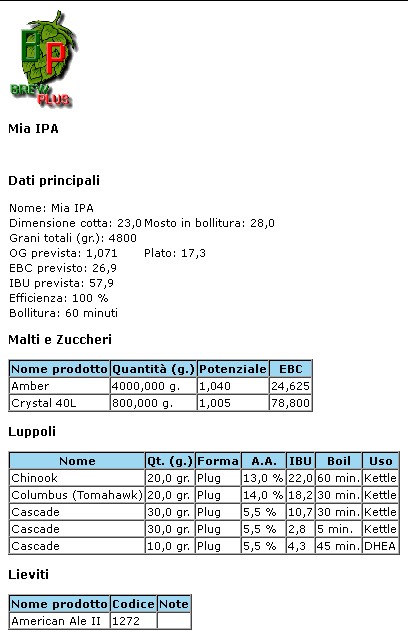 BP
BREW
PLUS
Mia IPA
Dati principali
Nome: Mia IPA
Dimensione cotta: 23,0 Mosto in bollitura: 28,0
Grani totali (gr.): 4800
OG prevista: 1,071 Plato: 17,3
EBC previsto: 26,9
IBU prevista: 57,9
Efficienza: 100 %
Bollitura: 60 minuti
Malti e Zuccheri
Nome prodotto Quantità (g.) Potenziale EBC
Amber 4000,000 g. 1,040 24,625
Crystal 40L 800,000 g. 1,005 78,800
Luppoli
Nome Qt. (g.) Forma A.A. IBU Boil Uso
Chinook 20,0 gr. Plug 13,0 % 22,0 60 min. Kettle
Columbus (Tomahawk) 20,0 gr. Plug 14,0 % 18,2 30 min. Kettle
Cascade 30,0 gr. Plug 5,5 % 10,7 30 min. Kettle
Cascade 30,0 gr. Plug 5,5 % 2,8 5 min. Kettle
Cascade 10,0 gr. Plug 5,5 % 4,3 45 min. DHEA
Lieviti
Nome prodotto Codice Note
American Ale II 1272